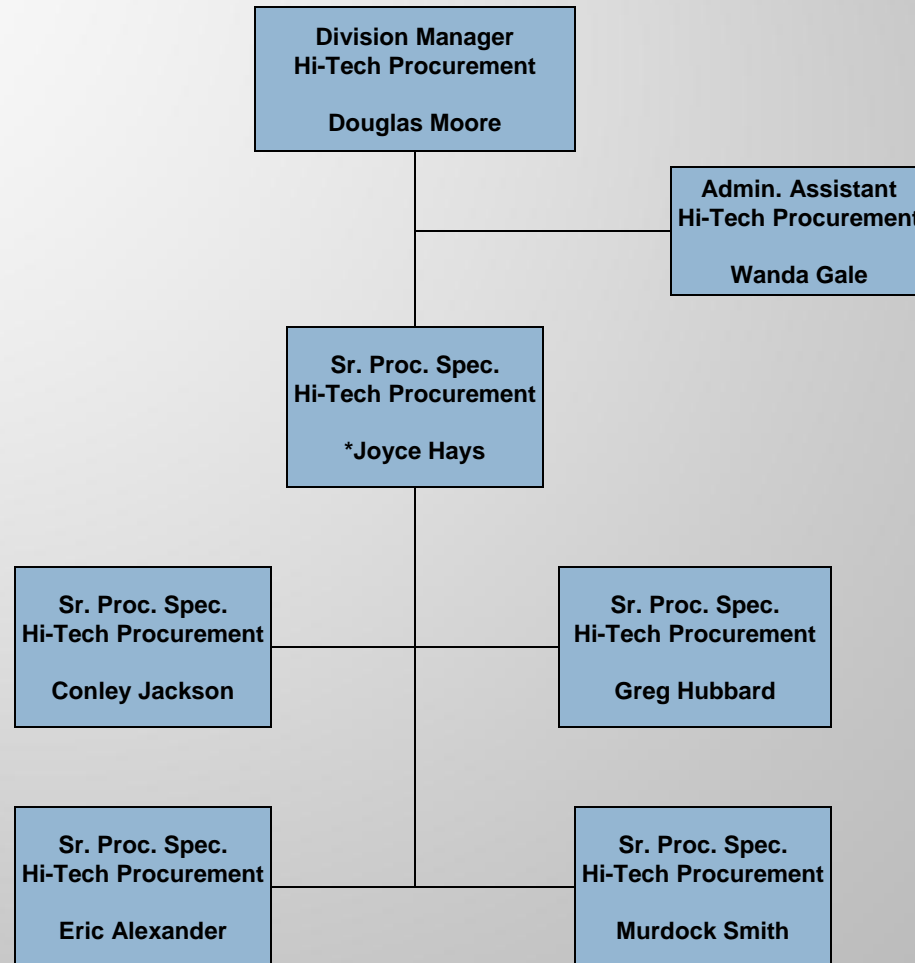 Division Manager
Hi-Tech Procurement
Douglas Moore
Admin. Assistant
Hi-Tech Procurement
Wanda Gale
Sr. Proc. Spec.
Hi-Tech Procurement
*Joyce Hays
Sr. Proc. Spec.
Hi-Tech Procurement
Conley Jackson
Sr. Proc. Spec.
Hi-Tech Procurement
Greg Hubbard
Sr. Proc. Spec.
Hi-Tech Procurement
Eric Alexander
Sr. Proc. Spec.
Hi-Tech Procurement
Murdock Smith